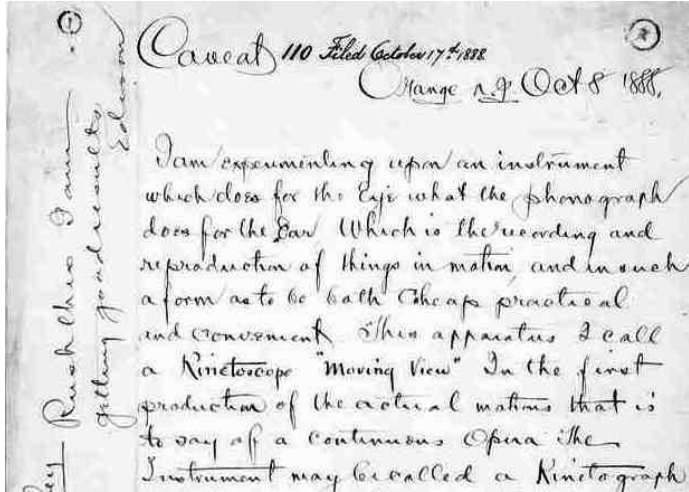 Caveat 110 Filed October 17th 1888.
Orange N.J. Oct 8 1888.
I am experimenting upon an instrument
which does for the Eye what the phonograph
does for the Ear, Which is the recording and
reproduction of things in motion, and in such
a form as to be both Cheap practical
and convenient. This apparatus I call
a Kinetoscope "Moving View" In the first
production of the actual motions that is
to say of a continuous Opera The
Instrument may be called a Kinetograph
Rush this I am
getting good results
Edison